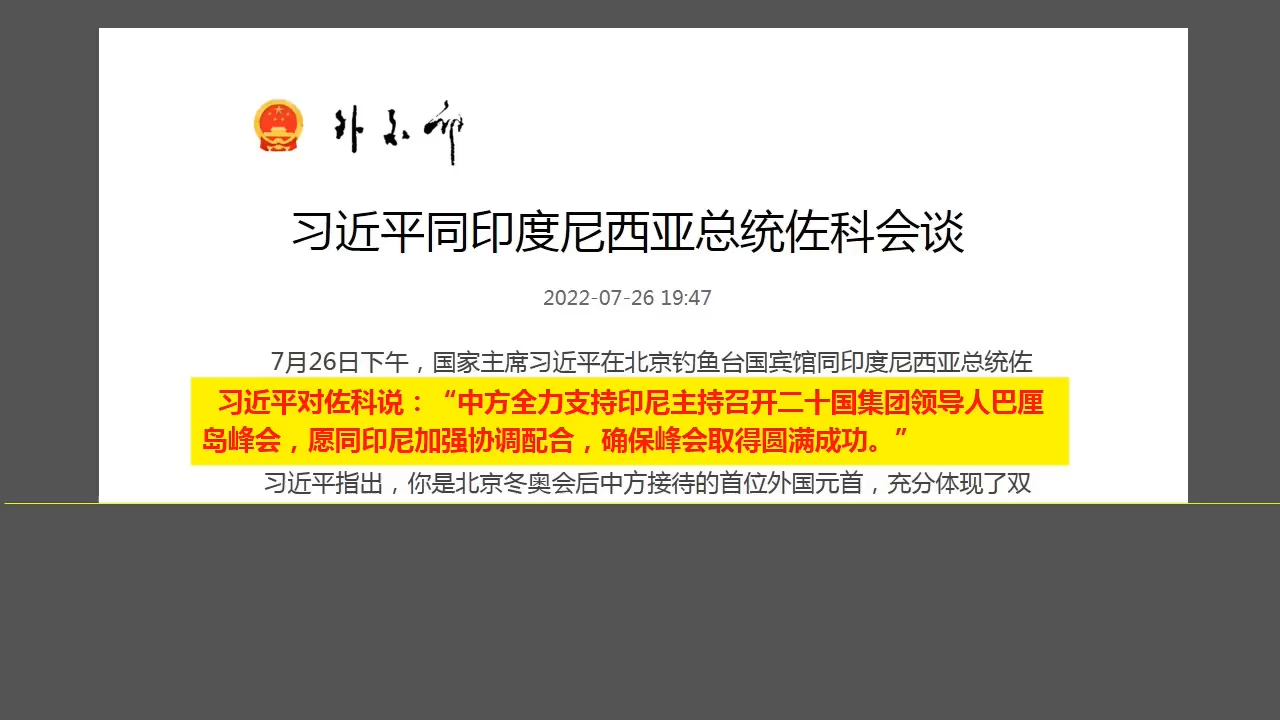 外交部
习近平同印度尼西亚总统佐科会谈
2022-07-26 19:47
7月26日下午，国家主席习近平在北京钓鱼台国宾馆同印度尼西亚总统佐
习近平对佐科说：“中方全力支持印尼主持召开二十国集团领导人巴厘
岛峰会，愿同印尼加强协调配合，确保峰会取得圆满成功。”
习近平指出，你是北京冬奥会后中方接待的首位外国元首，充分体现了双